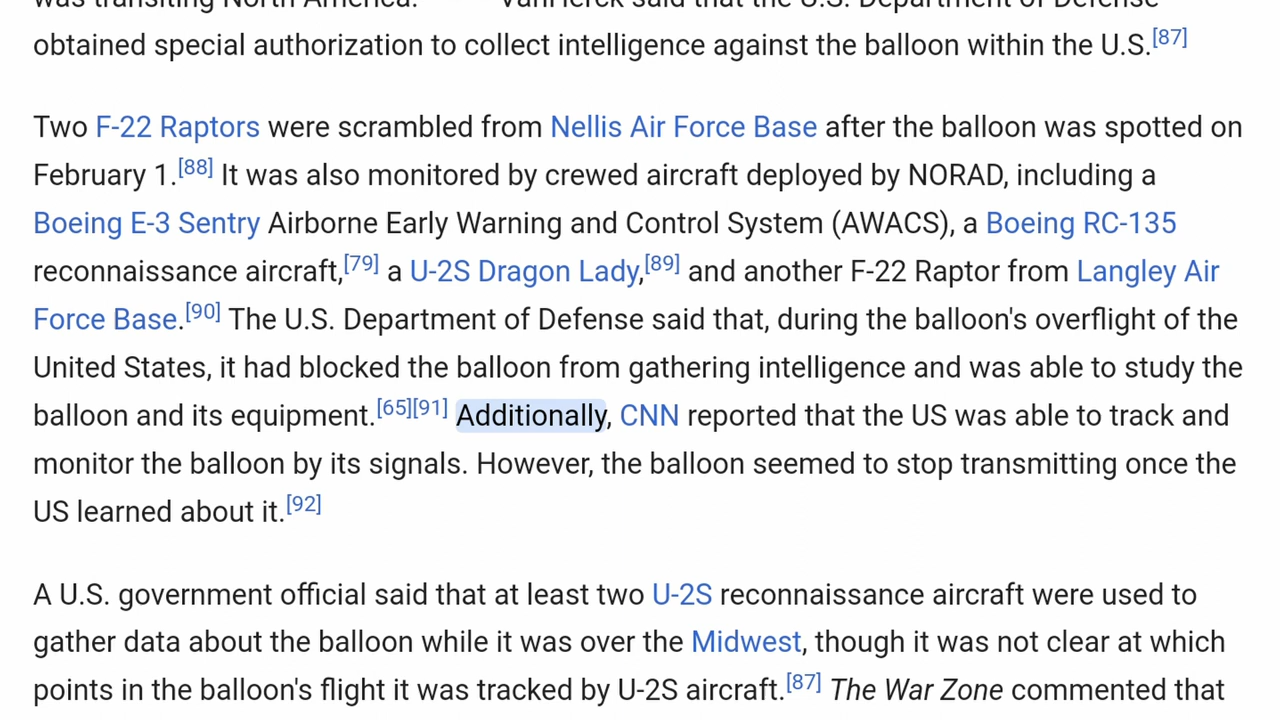 was transiting North America. VanHerck said that the U.S. Department of Defense
obtained special authorization to collect intelligence against the balloon within the U.S.[87]
Two F-22 Raptors were scrambled from Nellis Air Force Base after the balloon was spotted on
February 1.[88] It was also monitored by crewed aircraft deployed by NORAD, including a
Boeing E-3 Sentry Airborne Early Warning and Control System (AWACS), a Boeing RC-135
reconnaissance aircraft,[79] a U-2S Dragon Lady,[89] and another F-22 Raptor from Langley Air
Force Base.[90] The U.S. Department of Defense said that, during the balloon's overflight of the
United States, it had blocked the balloon from gathering intelligence and was able to study the
balloon and its equipment.[65][91] Additionally, CNN reported that the US was able to track and
monitor the balloon by its signals. However, the balloon seemed to stop transmitting once the
US learned about it.[92]
A U.S. government official said that at least two U-2S reconnaissance aircraft were used to
gather data about the balloon while it was over the Midwest, though it was not clear at which
points in the balloon's flight it was tracked by U-2S aircraft.[87] The War Zone commented that